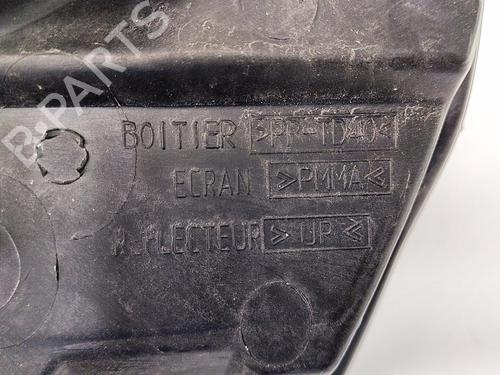 B-PARTS
BOITIER >PP-TD40<
ECRAN >PMMA<
REFLECTEUR > UP <